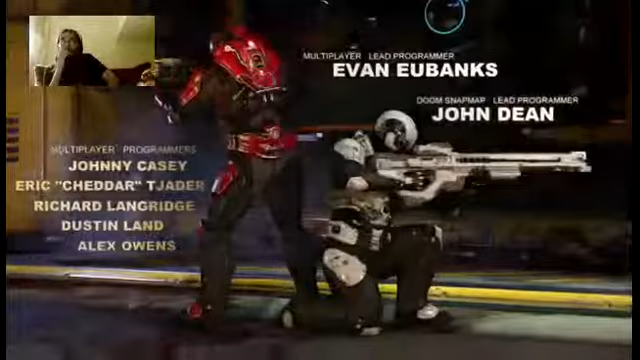 MULTIPLAYER LEAD PROGRAMMER
EVAN EUBANKS
DOOM SNAPMAP LEAD PROGRAMMER
JOHN DEAN
MULTIPLAYER PROGRAMMERS
JOHNNY CASEY
ERIC "CHEDDAR" TJADER
RICHARD LANGRIDGE
DUSTIN LAND
ALEX OWENS